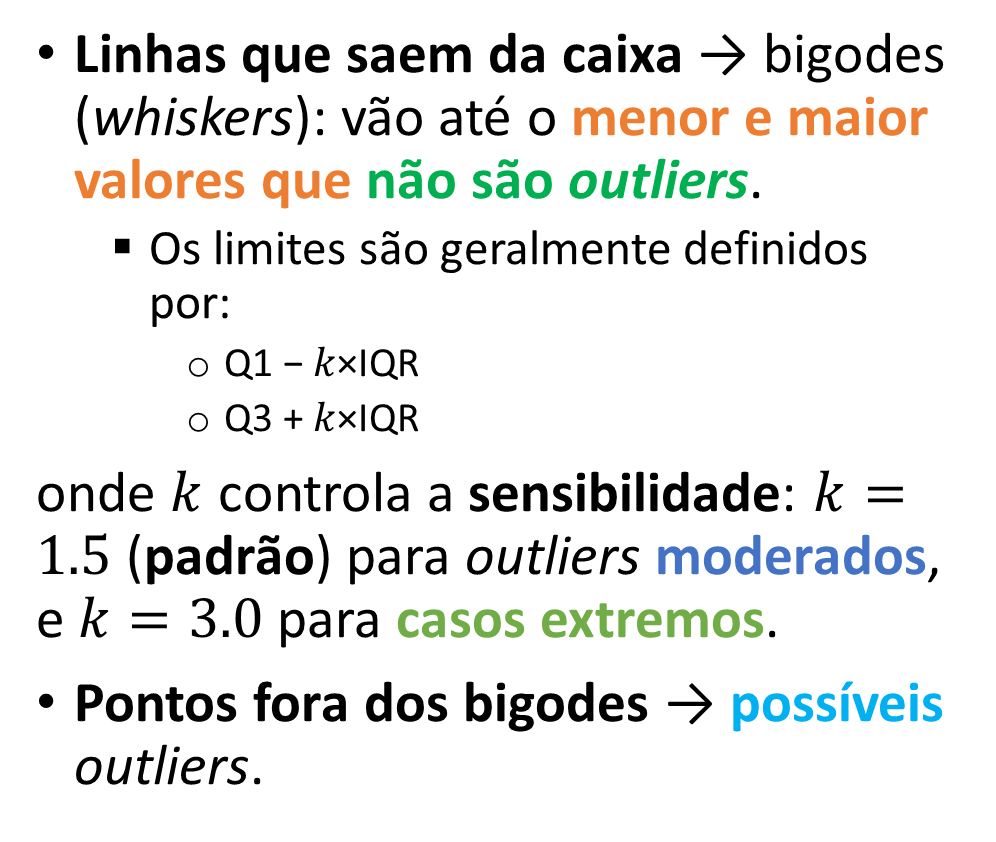 • Linhas que saem da caixa → bigodes
(whiskers): vão até o menor e maior
valores que não são outliers.
▪ Os limites são geralmente definidos
por:
o Q1 − k×IQR
o Q3 + k×IQR
onde k controla a sensibilidade: k =
1.5 (padrão) para outliers moderados,
e k = 3.0 para casos extremos.
• Pontos fora dos bigodes → possíveis
outliers.